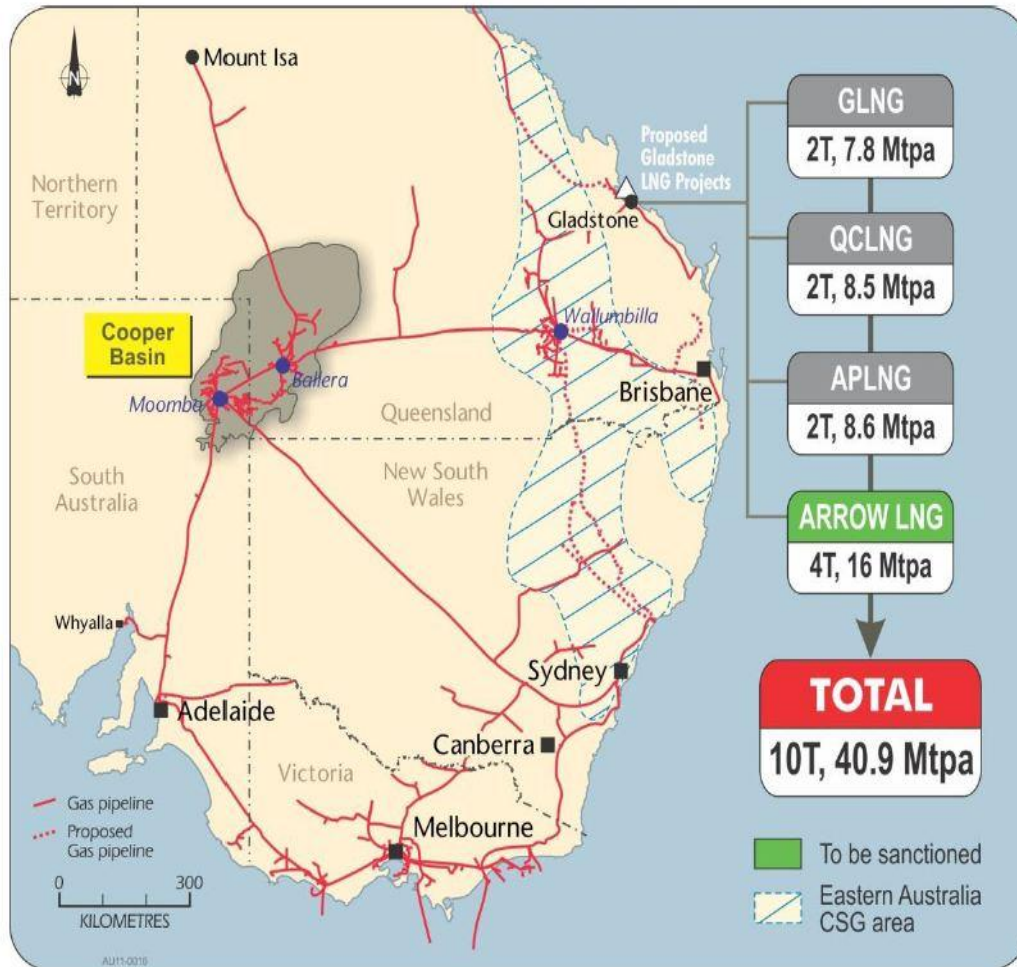 N
Mount Isa
Northern
Territory
Proposed
Gladstone
LNG Projects
Gladstone
Cooper
Basin
Wallumbilla
Ballera
Moomba
Brisbane
Queensland
South
Australia
New South
Wales
Whyalla
Sydney
Adelaide
Canberra
Victoria
Melbourne
Gas pipeline
Proposed
Gas pipeline
0 300
KILOMETRES
AU11-0016
GLNG
2T, 7.8 Mtpa
QCLNG
2T, 8.5 Mtpa
APLNG
2T, 8.6 Mtpa
ARROW LNG
4T, 16 Mtpa
TOTAL
10T, 40.9 Mtpa
To be sanctioned
Eastern Australia
CSG area